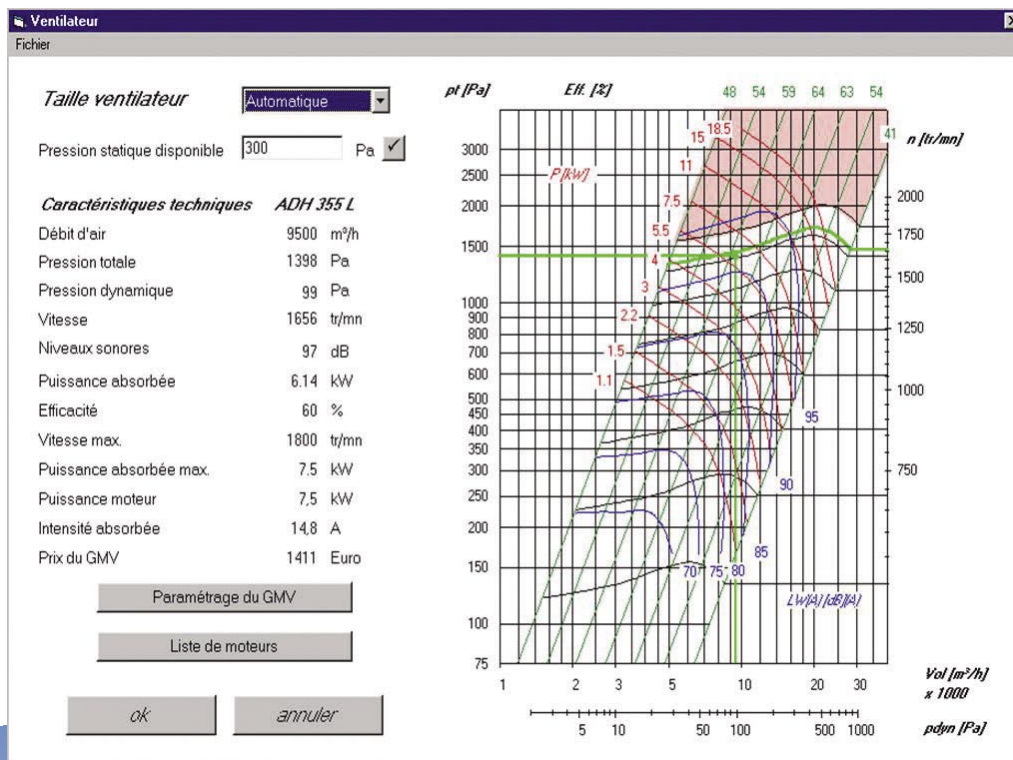 Ventilateur
Fichier
Taille ventilateur Automatique
Pression statique disponible 300 Pa
Caractéristiques techniques ADH 355 L
Débit d'air 9500 m³/h
Pression totale 1398 Pa
Pression dynamique 99 Pa
Vitesse 1656 tr/mn
Niveaux sonores 97 dB
Puissance absorbée 6.14 kW
Efficacité 60 %
Vitesse max. 1800 tr/mn
Puissance absorbée max. 7.5 kW
Puissance moteur 7,5 kW
Intensité absorbée 14,8 A
Prix du GMV 1411 Euro
Paramétrage du GMV
Liste de moteurs
ok annuler
pt [Pa] Eff. [%] 48 54 59 64 63 54
41
n [tr/mn]
P [kW]
3000
2500
2000
1500
1000
900
800
700
600
500
450
400
350
300
250
200
150
100
75
18.5
15
11
7.5
5.5
4
3
2.2
1.5
1.1
2000
1750
1500
1250
1000
750
95
90
85
70 75 80
LW(A) [dB(A)]
1 2 3 5 10 20 30
Vol [m³/h]
x 1000
5 10 50 100 500 1000
pdyn [Pa]